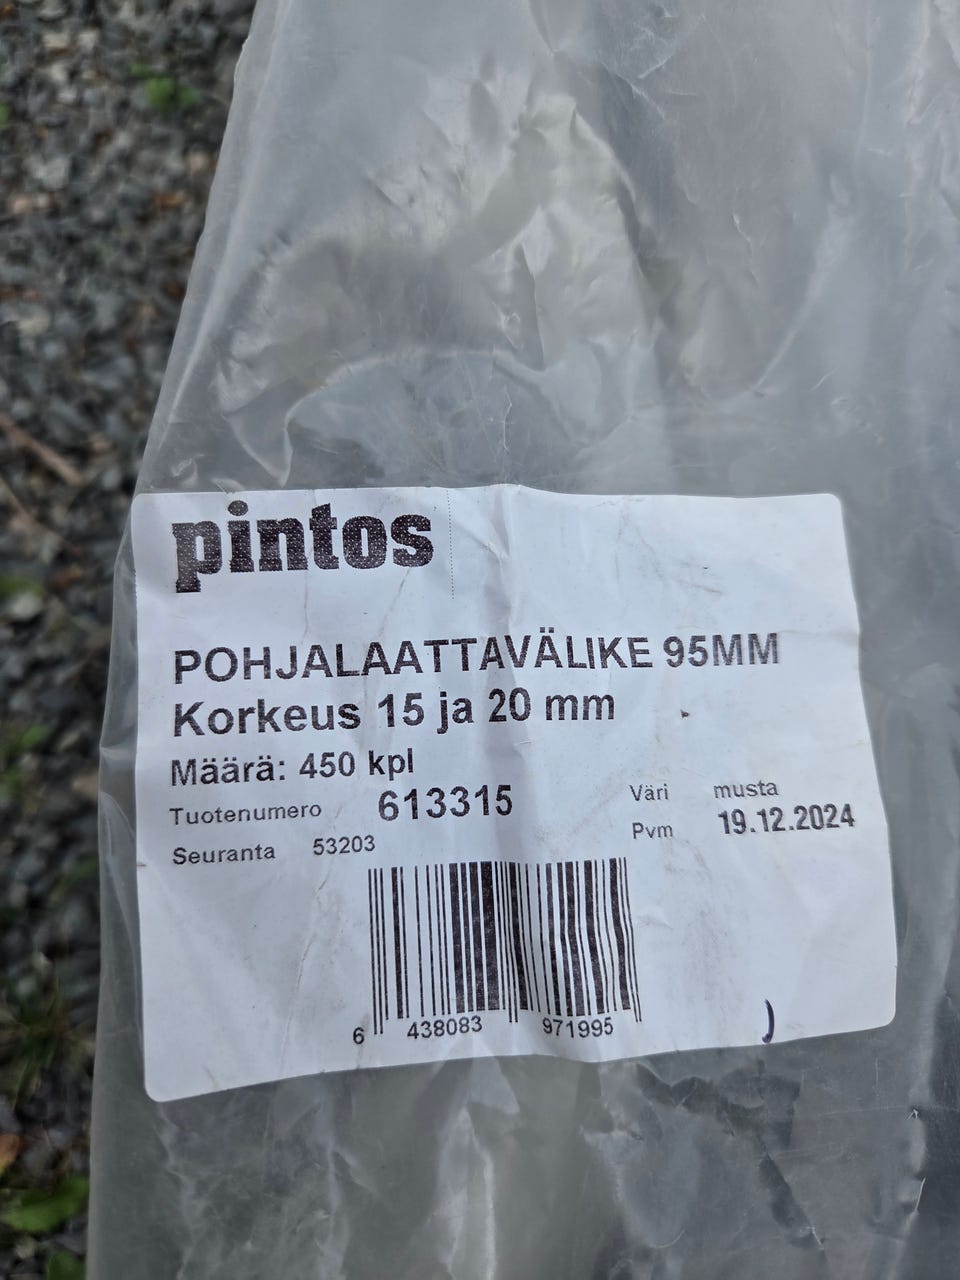 pintos
POHJALAATTAVÄLIKE 95MM
Korkeus 15 ja 20 mm
Määrä: 450 kpl
Tuotenumero 613315 Väri musta
Seuranta 53203 Pvm 19.12.2024
6 438083 971995